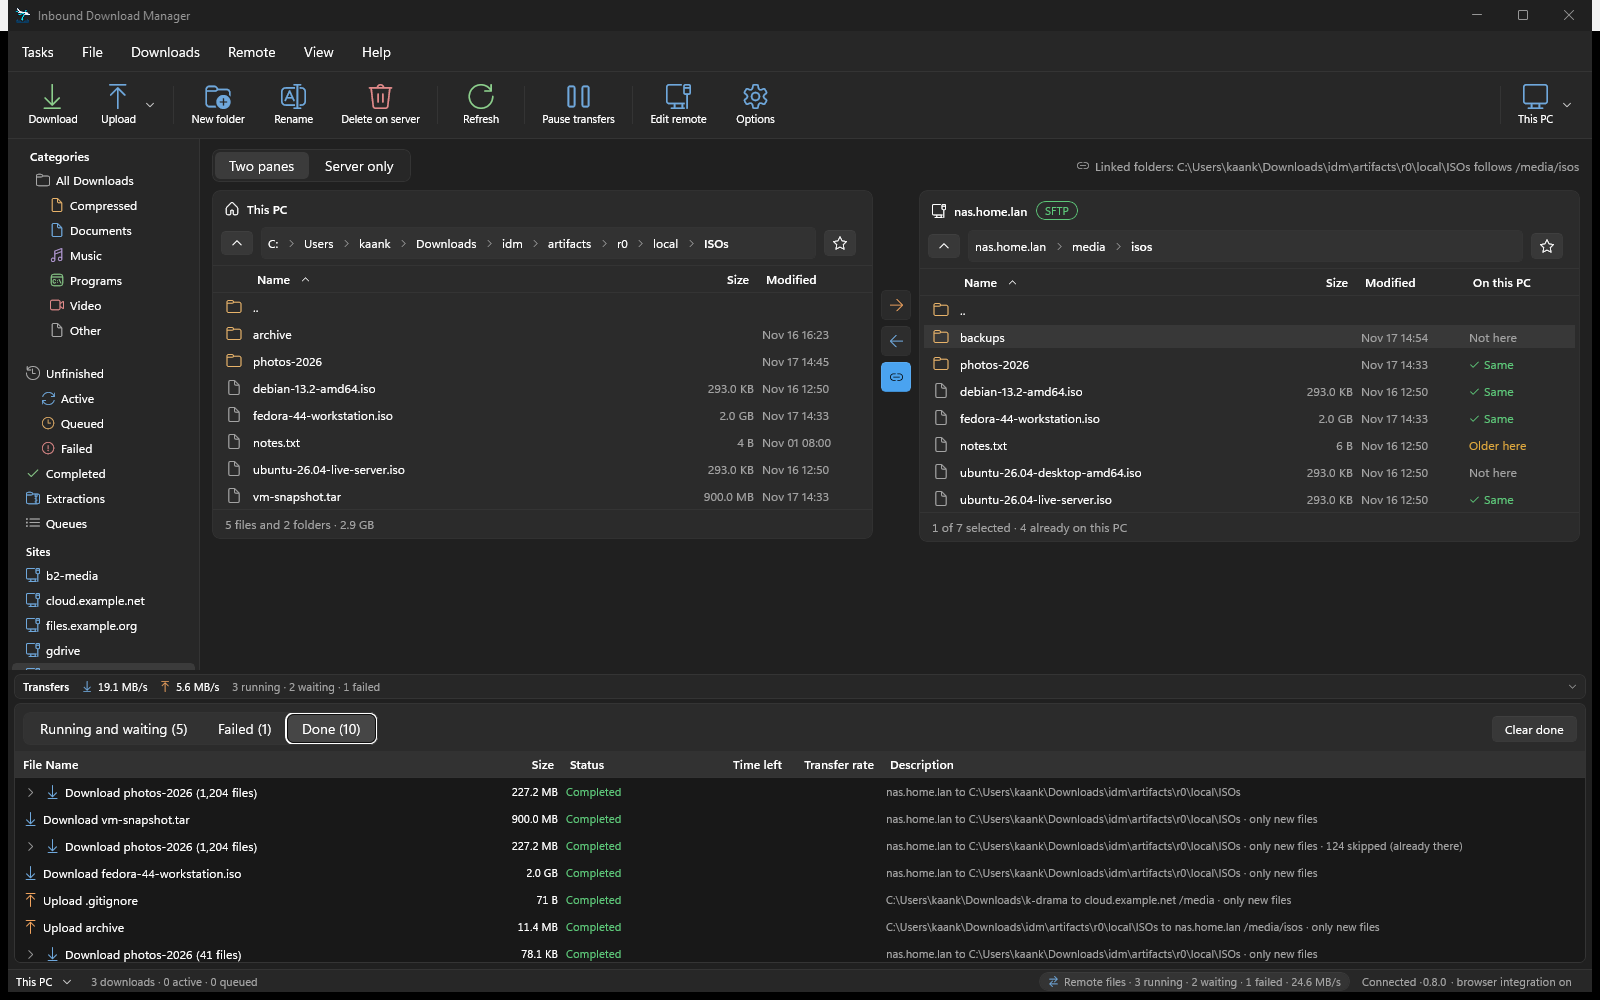 Inbound Download Manager
Tasks File Downloads Remote View Help
Download Upload New folder Rename Delete on server Refresh Pause transfers Edit remote Options This PC
Categories
All Downloads
Compressed
Documents
Music
Programs
Video
Other
Unfinished
Active
Queued
Failed
Completed
Extractions
Queues
Sites
b2-media
cloud.example.net
files.example.org
gdrive
Two panes Server only
Linked folders: C:\Users\kaank\Downloads\idm\artifacts\r0\local\ISOs follows /media/isos
This PC
C: Users kaank Downloads idm artifacts r0 local ISOs
Name Size Modified
..
archive Nov 16 16:23
photos-2026 Nov 17 14:45
debian-13.2-amd64.iso 293.0 KB Nov 16 12:50
fedora-44-workstation.iso 2.0 GB Nov 17 14:33
notes.txt 4 B Nov 01 08:00
ubuntu-26.04-live-server.iso 293.0 KB Nov 16 12:50
vm-snapshot.tar 900.0 MB Nov 17 14:33
5 files and 2 folders · 2.9 GB
nas.home.lan SFTP
nas.home.lan media isos
Name Size Modified On this PC
..
backups Nov 17 14:54 Not here
photos-2026 Nov 17 14:33 Same
debian-13.2-amd64.iso 293.0 KB Nov 16 12:50 Same
fedora-44-workstation.iso 2.0 GB Nov 17 14:33 Same
notes.txt 6 B Nov 16 12:50 Older here
ubuntu-26.04-desktop-amd64.iso 293.0 KB Nov 16 12:50 Not here
ubuntu-26.04-live-server.iso 293.0 KB Nov 16 12:50 Same
1 of 7 selected · 4 already on this PC
Transfers 19.1 MB/s 5.6 MB/s 3 running · 2 waiting · 1 failed
Running and waiting (5) Failed (1) Done (10) Clear done
File Name Size Status Time left Transfer rate Description
Download photos-2026 (1,204 files) 227.2 MB Completed nas.home.lan to C:\Users\kaank\Downloads\idm\artifacts\r0\local\ISOs
Download vm-snapshot.tar 900.0 MB Completed nas.home.lan to C:\Users\kaank\Downloads\idm\artifacts\r0\local\ISOs · only new files
Download photos-2026 (1,204 files) 227.2 MB Completed nas.home.lan to C:\Users\kaank\Downloads\idm\artifacts\r0\local\ISOs · only new files · 124 skipped (already there)
Download fedora-44-workstation.iso 2.0 GB Completed nas.home.lan to C:\Users\kaank\Downloads\idm\artifacts\r0\local\ISOs · only new files
Upload .gitignore 71 B Completed C:\Users\kaank\Downloads\k-drama to cloud.example.net /media · only new files
Upload archive 11.4 MB Completed C:\Users\kaank\Downloads\idm\artifacts\r0\local\ISOs to nas.home.lan /media/isos · only new files
Download photos-2026 (41 files) 78.1 KB Completed nas.home.lan to C:\Users\kaank\Downloads\idm\artifacts\r0\local\ISOs · only new files
This PC 3 downloads · 0 active · 0 queued Remote files · 3 running · 2 waiting · 1 failed · 24.6 MB/s Connected ·0.8.0 · browser integration on